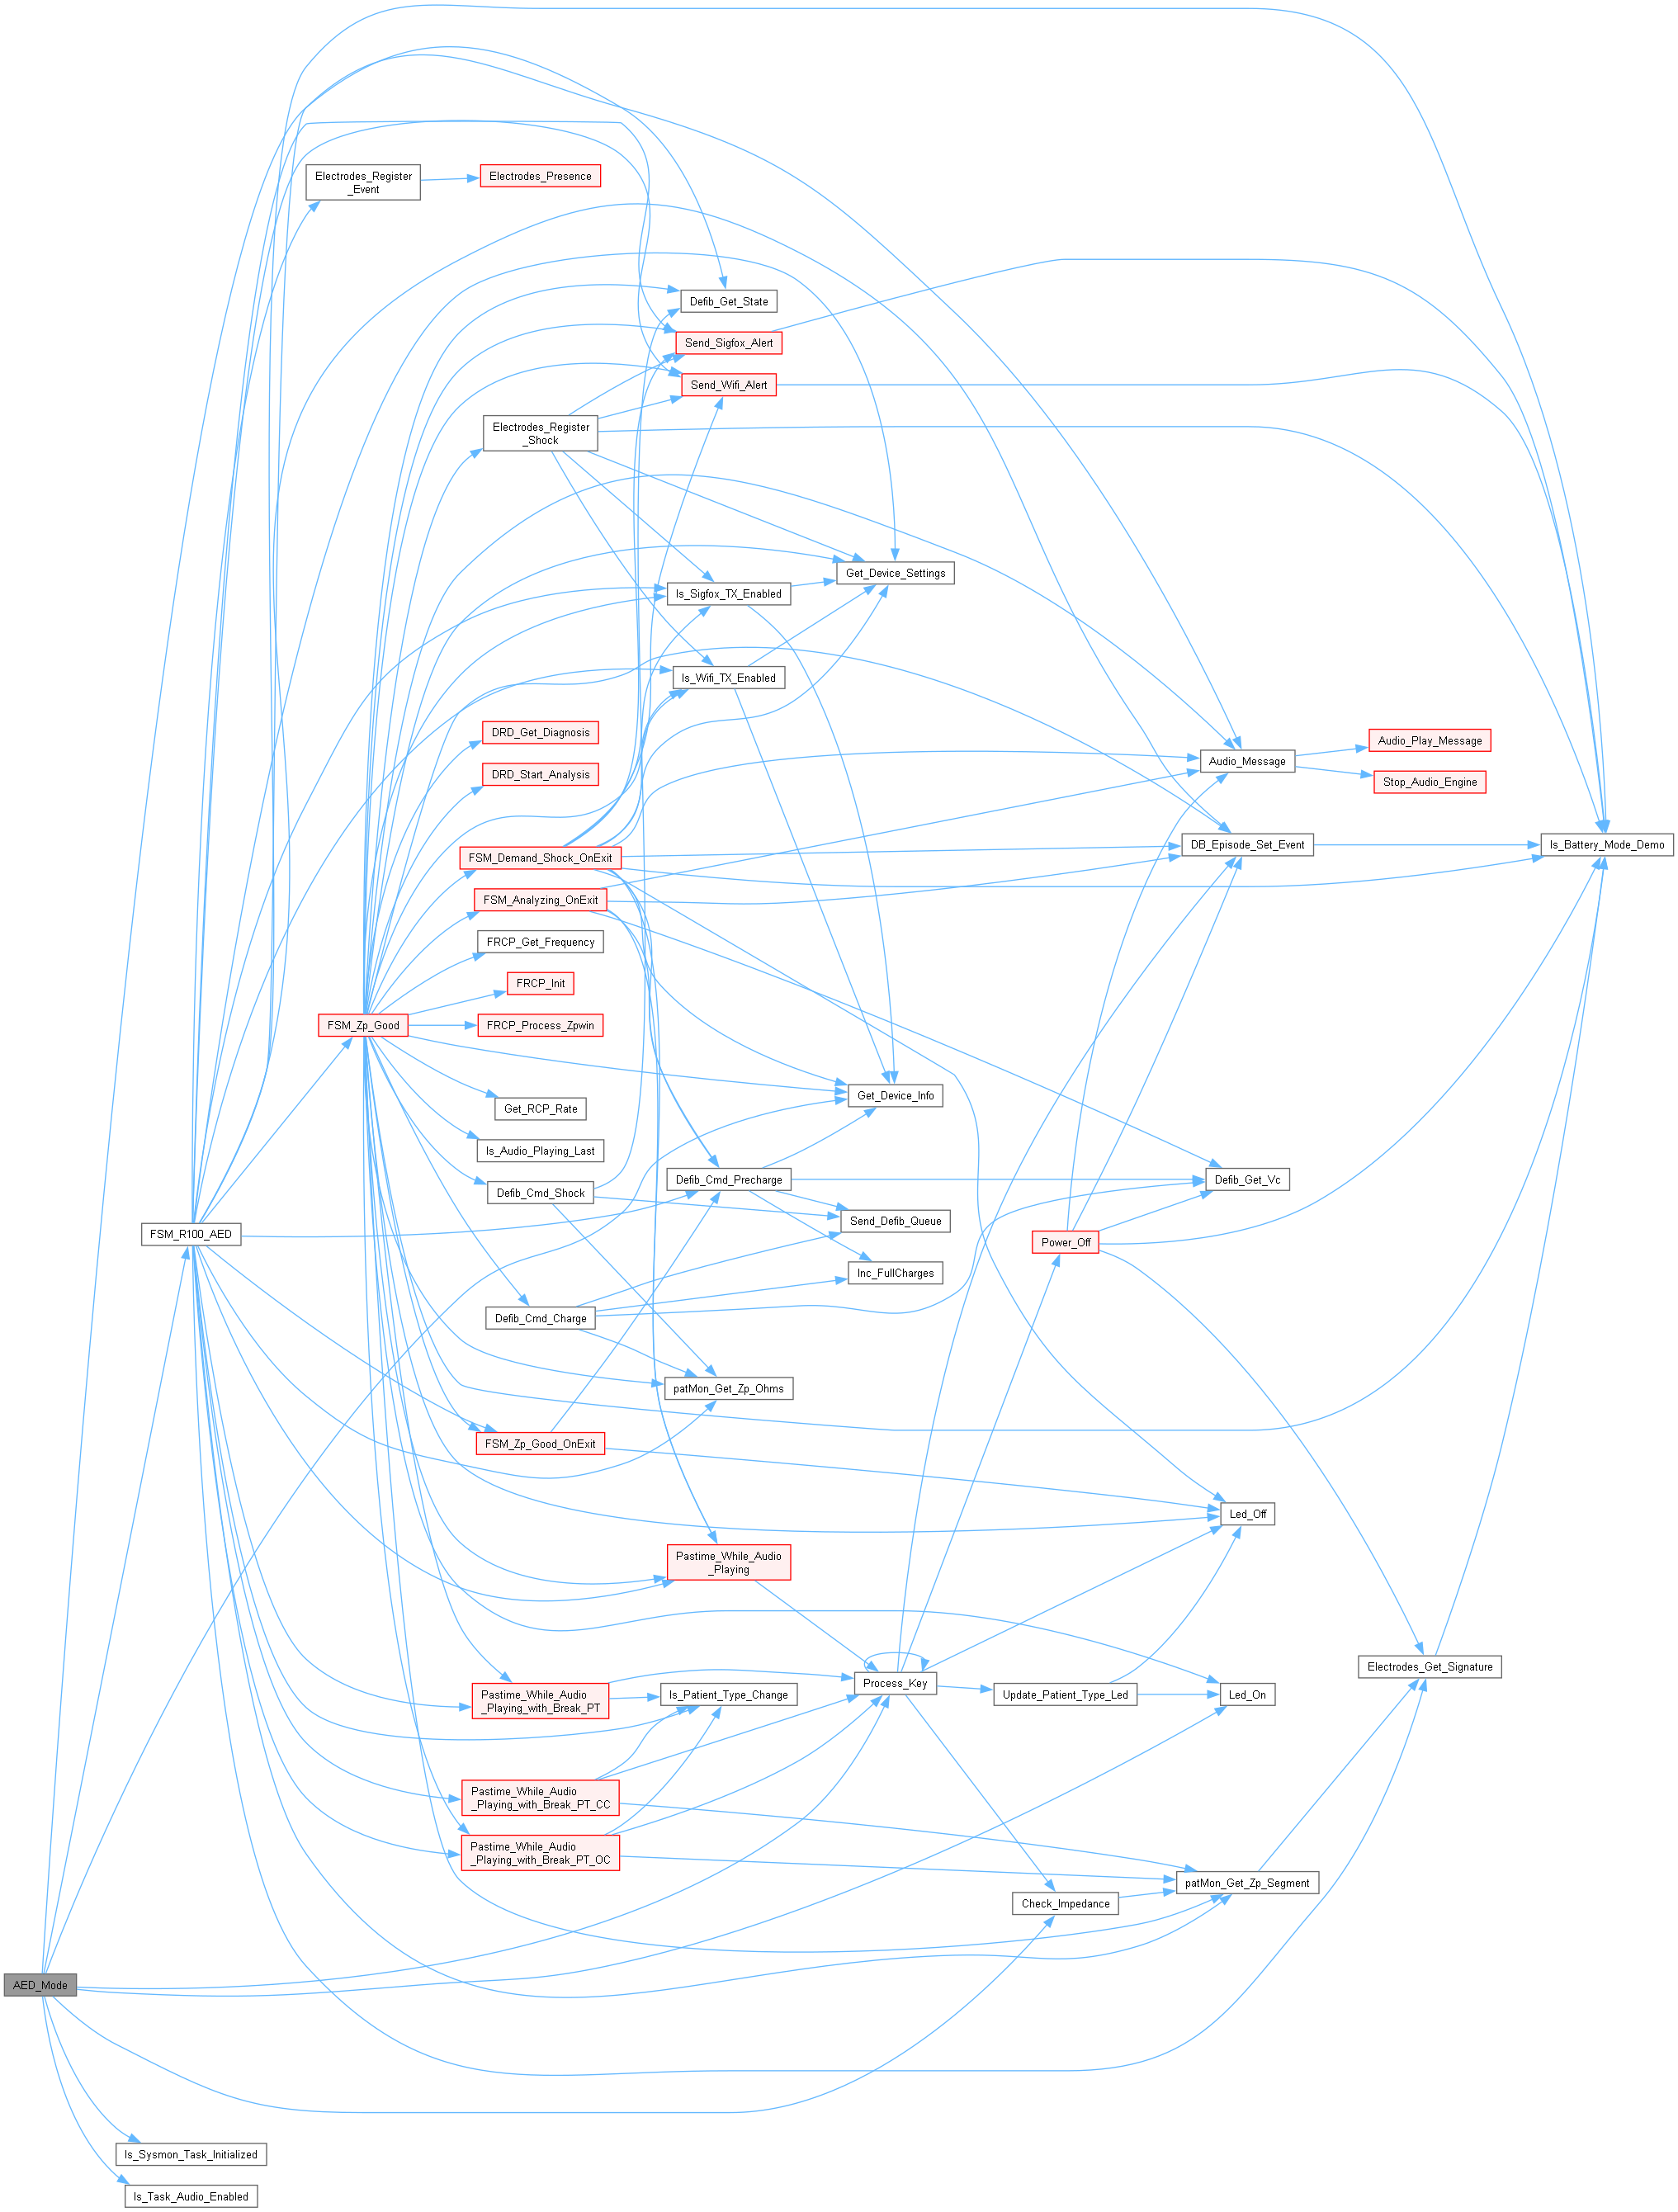 Electrodes_Register
_Event
Electrodes_Presence
Defib_Get_State
Send_Sigfox_Alert
Send_Wifi_Alert
Electrodes_Register
_Shock
Get_Device_Settings
Is_Sigfox_TX_Enabled
Is_Wifi_TX_Enabled
DRD_Get_Diagnosis
Audio_Play_Message
Audio_Message
DRD_Start_Analysis
Stop_Audio_Engine
DB_Episode_Set_Event
Is_Battery_Mode_Demo
FSM_Demand_Shock_OnExit
FSM_Analyzing_OnExit
FRCP_Get_Frequency
FRCP_Init
FSM_Zp_Good
FRCP_Process_Zpwin
Get_Device_Info
Get_RCP_Rate
Is_Audio_Playing_Last
Defib_Cmd_Precharge
Defib_Get_Vc
Defib_Cmd_Shock
Send_Defib_Queue
FSM_R100_AED
Power_Off
Inc_FullCharges
Defib_Cmd_Charge
patMon_Get_Zp_Ohms
FSM_Zp_Good_OnExit
Led_Off
Pastime_While_Audio
_Playing
Electrodes_Get_Signature
Process_Key
Pastime_While_Audio
_Playing_with_Break_PT
Is_Patient_Type_Change
Update_Patient_Type_Led
Led_On
Pastime_While_Audio
_Playing_with_Break_PT_CC
Pastime_While_Audio
_Playing_with_Break_PT_OC
patMon_Get_Zp_Segment
Check_Impedance
AED_Mode
Is_Sysmon_Task_Initialized
Is_Task_Audio_Enabled